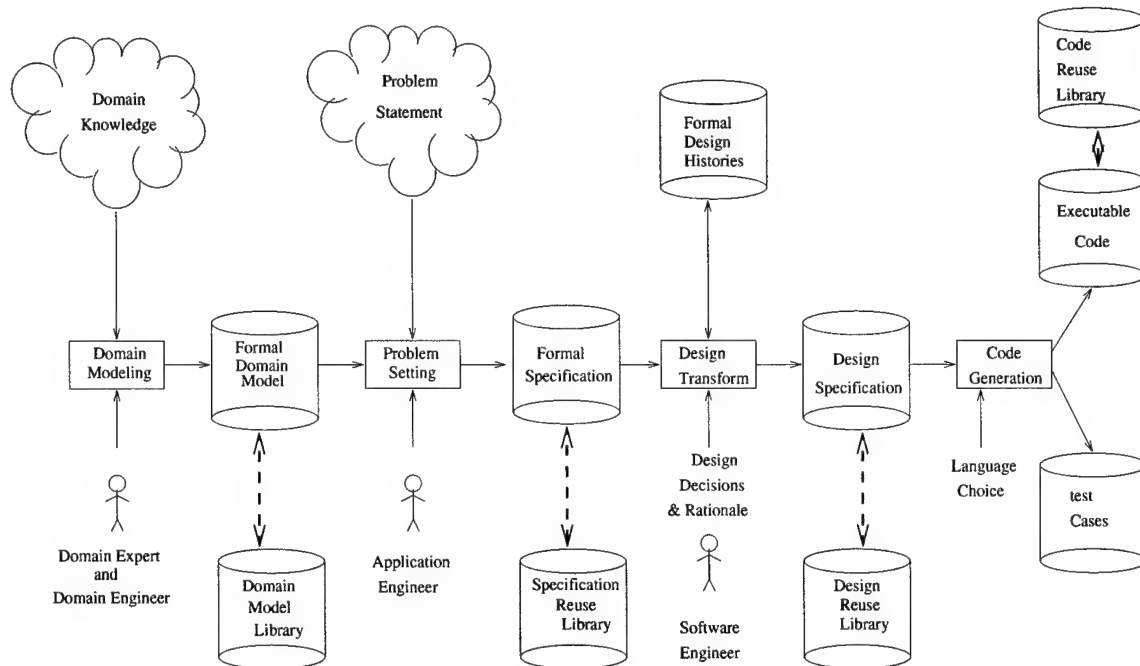 Domain
Knowledge
Problem
Statement
Formal
Design
Histories
Code
Reuse
Library
Executable
Code
Domain
Modeling
Formal
Domain
Model
Problem
Setting
Formal
Specification
Design
Transform
Design
Specification
Code
Generation
Domain Expert
and
Domain Engineer
Domain
Model
Library
Application
Engineer
Specification
Reuse
Library
Design
Decisions
& Rationale
Software
Engineer
Design
Reuse
Library
Language
Choice
test
Cases